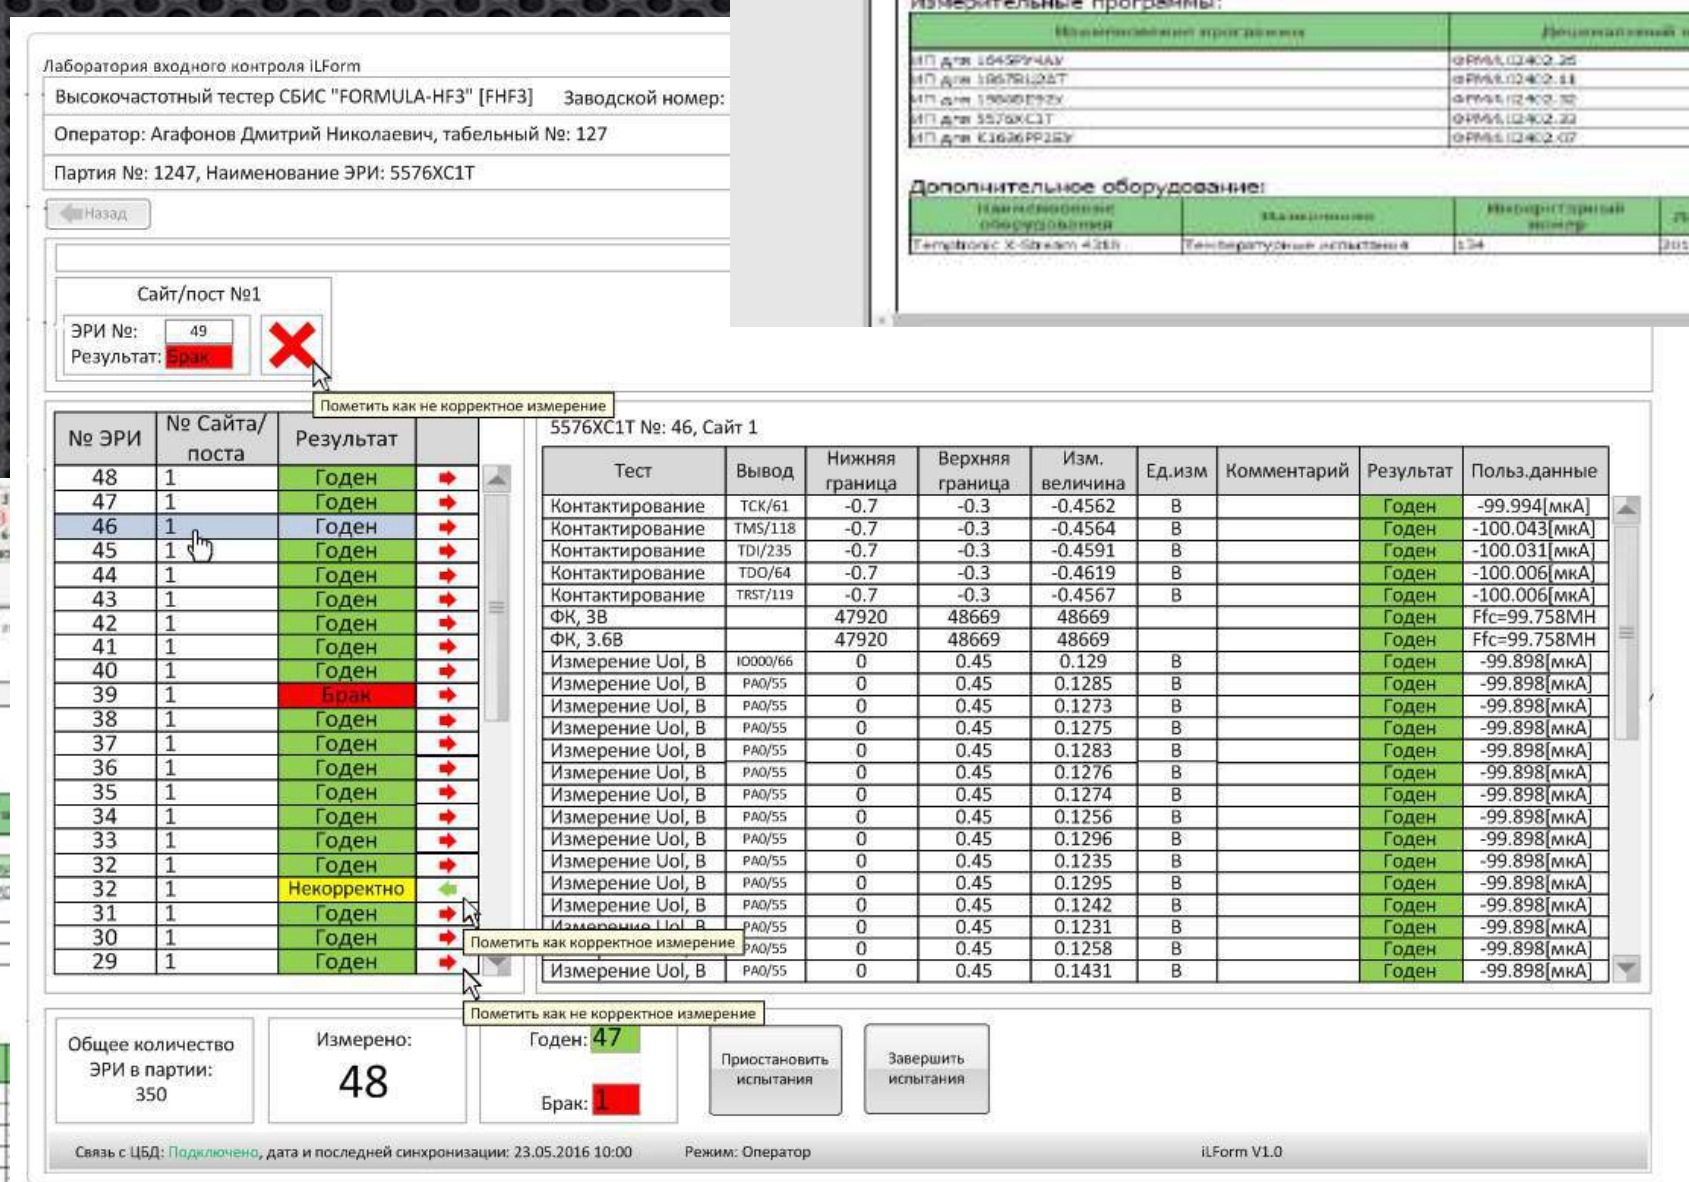 Измерительные программы:
ИП для 5576ХС1Т
Дополнительное оборудование:
Temptronic X-Stream 4310 Температурные испытания 134
Лаборатория входного контроля iLForm
Высокочастотный тестер СБИС "FORMULA-HF3" [FHF3] Заводской номер:
Оператор: Агафонов Дмитрий Николаевич, табельный №: 127
Партия №: 1247, Наименование ЭРИ: 5576ХС1Т
Назад
Сайт/пост №1
ЭРИ №: 49
Результат: Брак
Пометить как не корректное измерение
№ ЭРИ № Сайта/поста Результат
48 1 Годен
47 1 Годен
46 1 Годен
45 1 Годен
44 1 Годен
43 1 Годен
42 1 Годен
41 1 Годен
40 1 Годен
39 1 Брак
38 1 Годен
37 1 Годен
36 1 Годен
35 1 Годен
34 1 Годен
33 1 Годен
32 1 Годен
32 1 Некорректно
31 1 Годен
30 1 Годен
29 1 Годен
Пометить как корректное измерение
Пометить как не корректное измерение
5576ХС1Т №: 46, Сайт 1
Тест Вывод Нижняя граница Верхняя граница Изм. величина Ед.изм Комментарий Результат Польз.данные
Контактирование TCK/61 -0.7 -0.3 -0.4562 В Годен -99.994[мкА]
Контактирование TMS/118 -0.7 -0.3 -0.4564 В Годен -100.043[мкА]
Контактирование TDI/235 -0.7 -0.3 -0.4591 В Годен -100.031[мкА]
Контактирование TDO/64 -0.7 -0.3 -0.4619 В Годен -100.006[мкА]
Контактирование TRST/119 -0.7 -0.3 -0.4567 В Годен -100.006[мкА]
ФК, 3В 47920 48669 48669 Годен Ffc=99.758MH
ФК, 3.6В 47920 48669 48669 Годен Ffc=99.758MH
Измерение Uol, В IO000/66 0 0.45 0.129 В Годен -99.898[мкА]
Измерение Uol, В PA0/55 0 0.45 0.1285 В Годен -99.898[мкА]
Измерение Uol, В PA0/55 0 0.45 0.1273 В Годен -99.898[мкА]
Измерение Uol, В PA0/55 0 0.45 0.1275 В Годен -99.898[мкА]
Измерение Uol, В PA0/55 0 0.45 0.1283 В Годен -99.898[мкА]
Измерение Uol, В PA0/55 0 0.45 0.1276 В Годен -99.898[мкА]
Измерение Uol, В PA0/55 0 0.45 0.1274 В Годен -99.898[мкА]
Измерение Uol, В PA0/55 0 0.45 0.1256 В Годен -99.898[мкА]
Измерение Uol, В PA0/55 0 0.45 0.1296 В Годен -99.898[мкА]
Измерение Uol, В PA0/55 0 0.45 0.1235 В Годен -99.898[мкА]
Измерение Uol, В PA0/55 0 0.45 0.1295 В Годен -99.898[мкА]
Измерение Uol, В PA0/55 0 0.45 0.1242 В Годен -99.898[мкА]
Измерение Uol, В PA0/55 0 0.45 0.1231 В Годен -99.898[мкА]
PA0/55 0 0.45 0.1258 В Годен -99.898[мкА]
Измерение Uol, В PA0/55 0 0.45 0.1431 В Годен -99.898[мкА]
Общее количество
ЭРИ в партии:
350
Измерено:
48
Годен: 47
Брак: 1
Приостановить
испытания
Завершить
испытания
Связь с ЦБД: Подключено, дата и последней синхронизации: 23.05.2016 10:00 Режим: Оператор iLForm V1.0